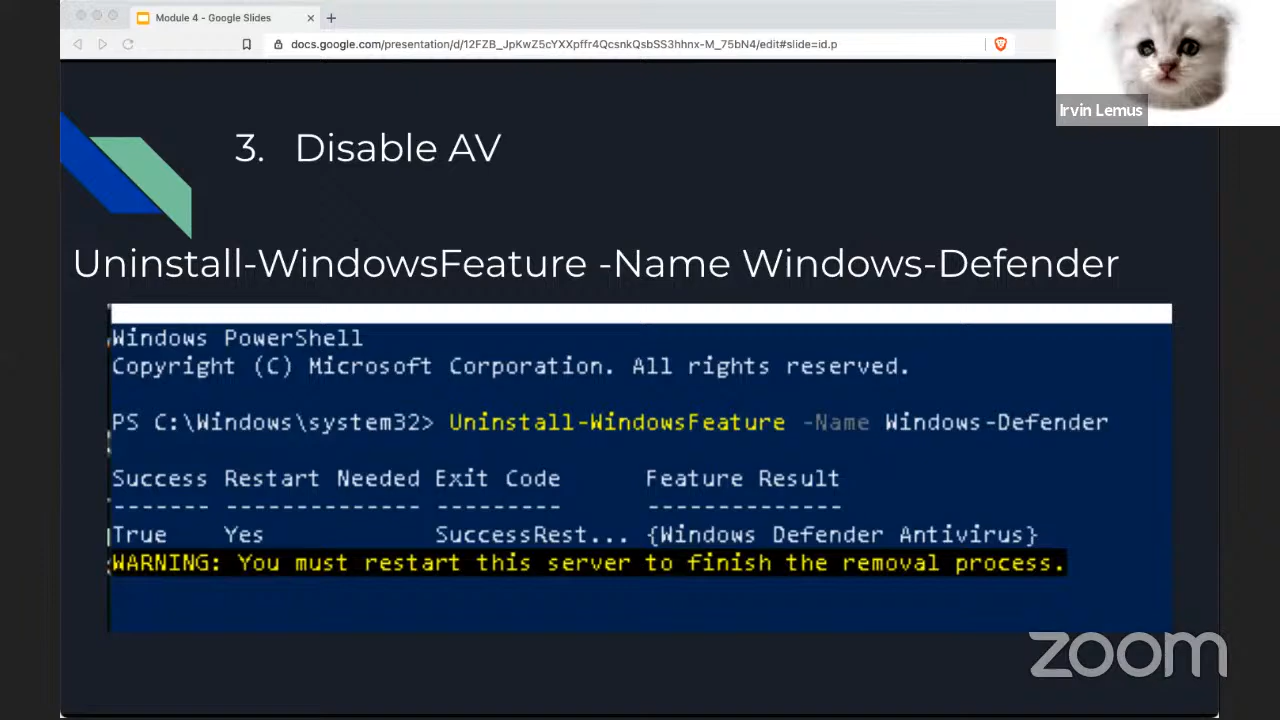 Module 4 - Google Slides
docs.google.com/presentation/d/12FZB_JpKwZ5cYXXpffr4QcsnkQsbSS3hhnx-M_75bN4/edit#slide=id.p
Irvin Lemus
3. Disable AV
Uninstall-WindowsFeature -Name Windows-Defender
Windows PowerShell
Copyright (C) Microsoft Corporation. All rights reserved.
PS C:\Windows\system32> Uninstall-WindowsFeature -Name Windows-Defender
Success Restart Needed Exit Code Feature Result
------- -------------- --------- --------------
True Yes SuccessRest... {Windows Defender Antivirus}
WARNING: You must restart this server to finish the removal process.
zoom